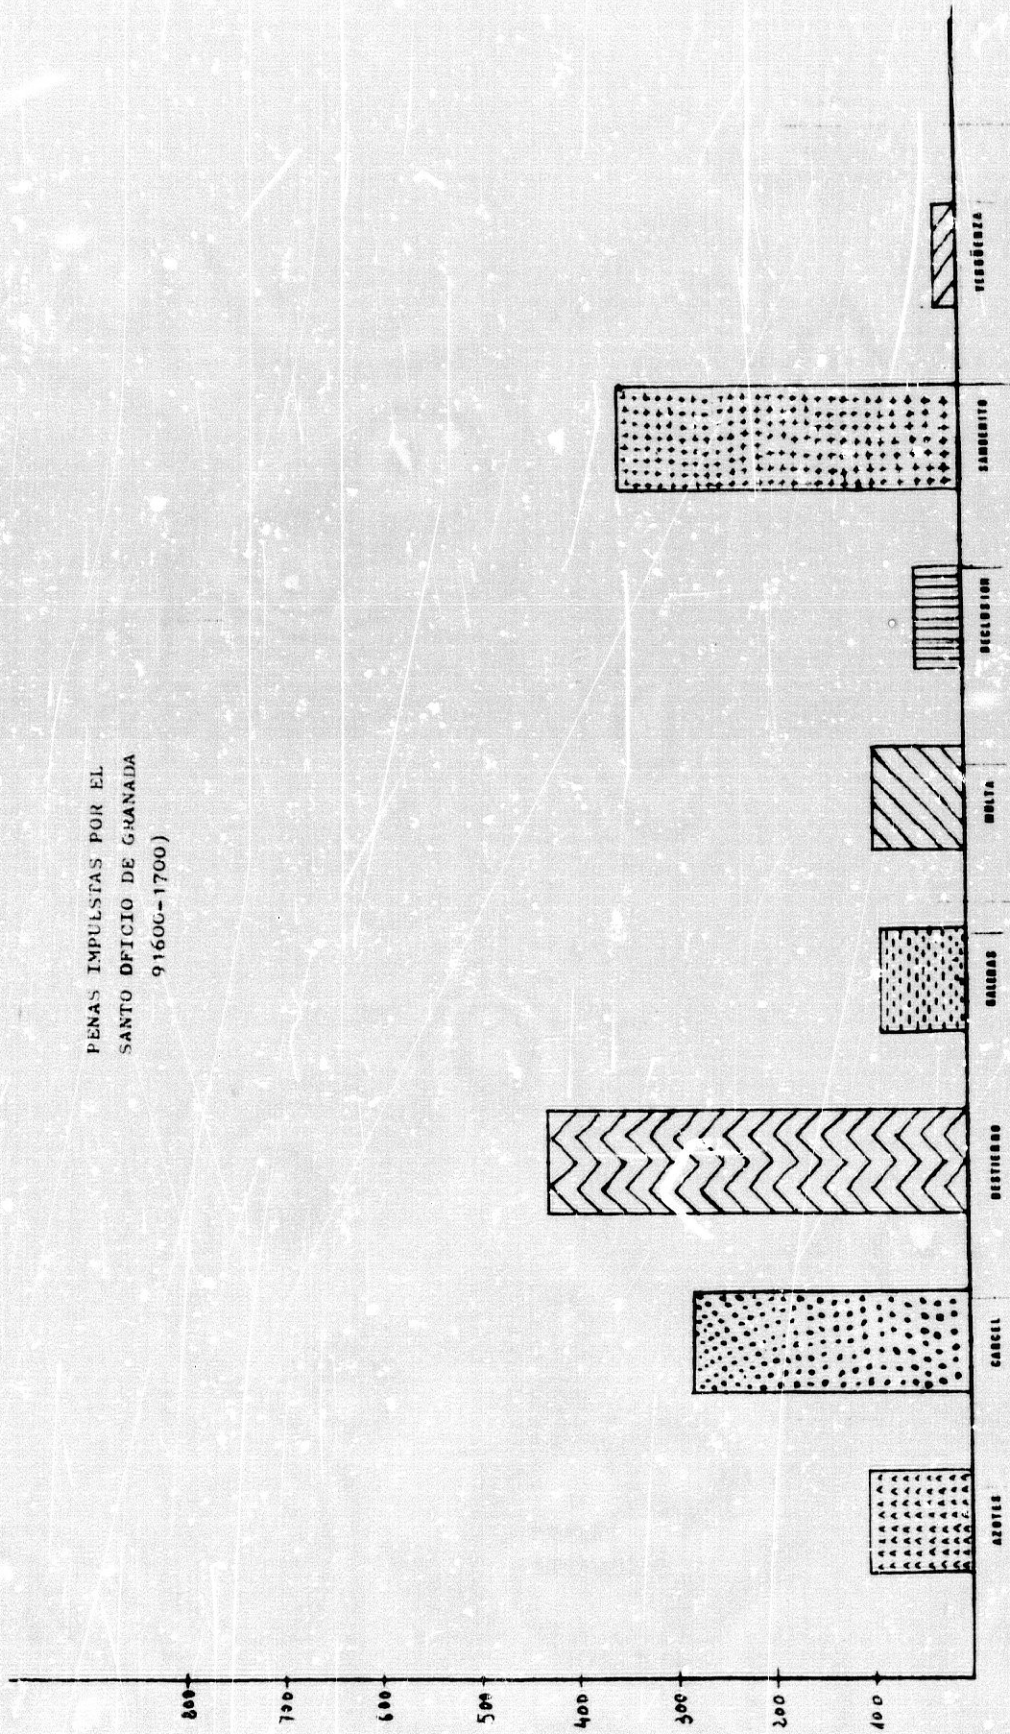 PENAS IMPUESTAS POR EL
SANTO OFICIO DE GRANADA
91600-1700)
800
700
600
500
400
300
200
100
AZOTES
CARCEL
DESTIERRO
GALERAS
MULTA
RECLUSION
SAMBENITO
VERGÜENZA